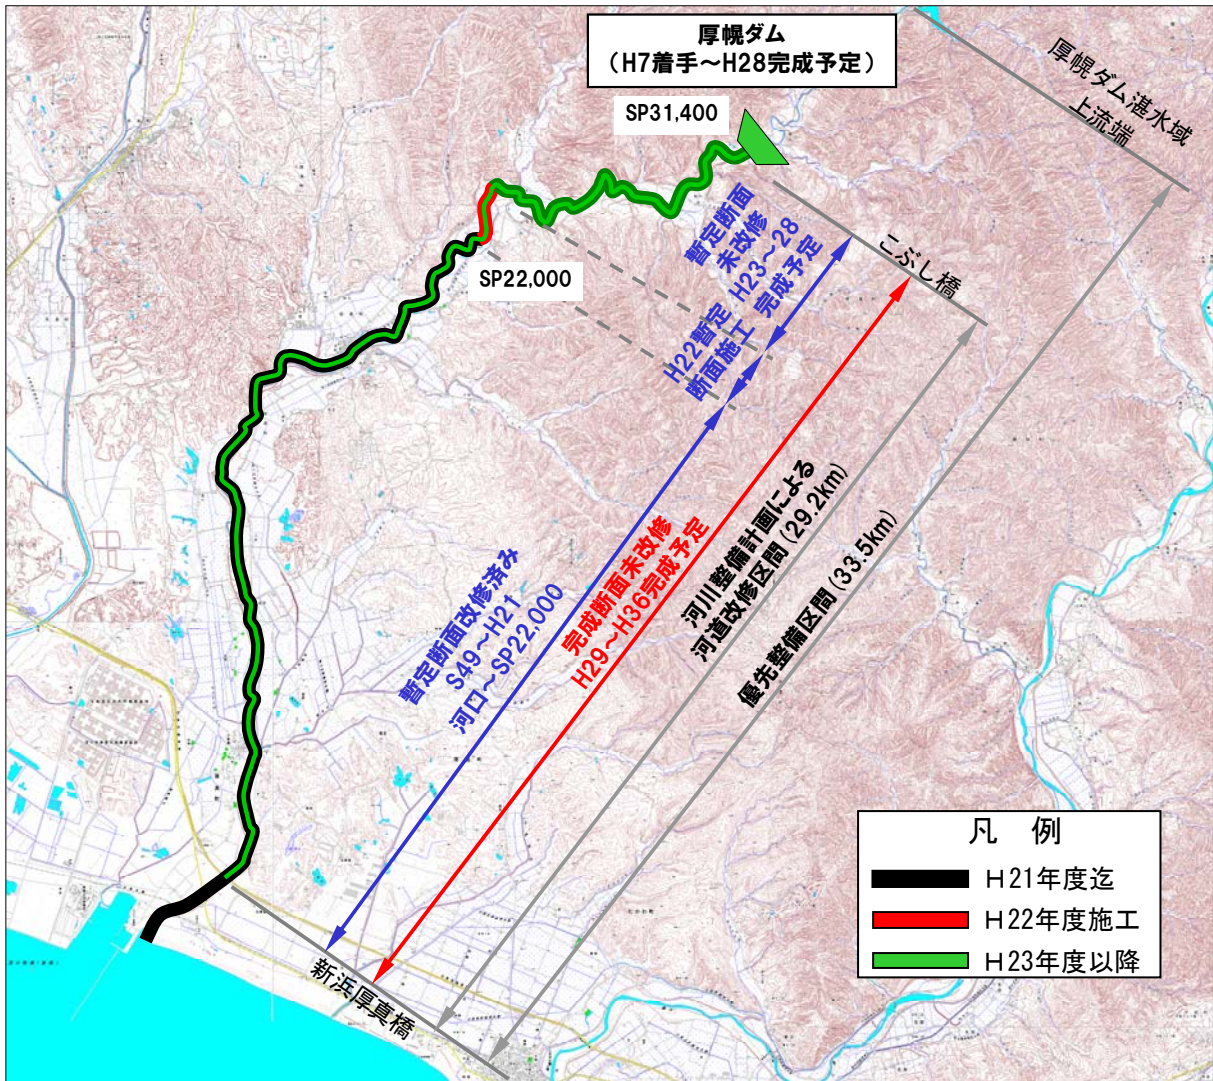 厚幌ダム
(H7着手～H28完成予定)
厚幌ダム湛水域
上流端
SP31,400
こぶし橋
暫定断面
未改修
H23～28
完成予定
SP22,000
H22暫定
断面施工
暫定断面改修済み
S49～H21
河口～SP22,000
完成断面未改修
H29～H36完成予定
河川整備計画による
河道改修区間(29.2km)
優先整備区間(33.5km)
新浜厚真橋
凡 例
H21年度迄
H22年度施工
H23年度以降